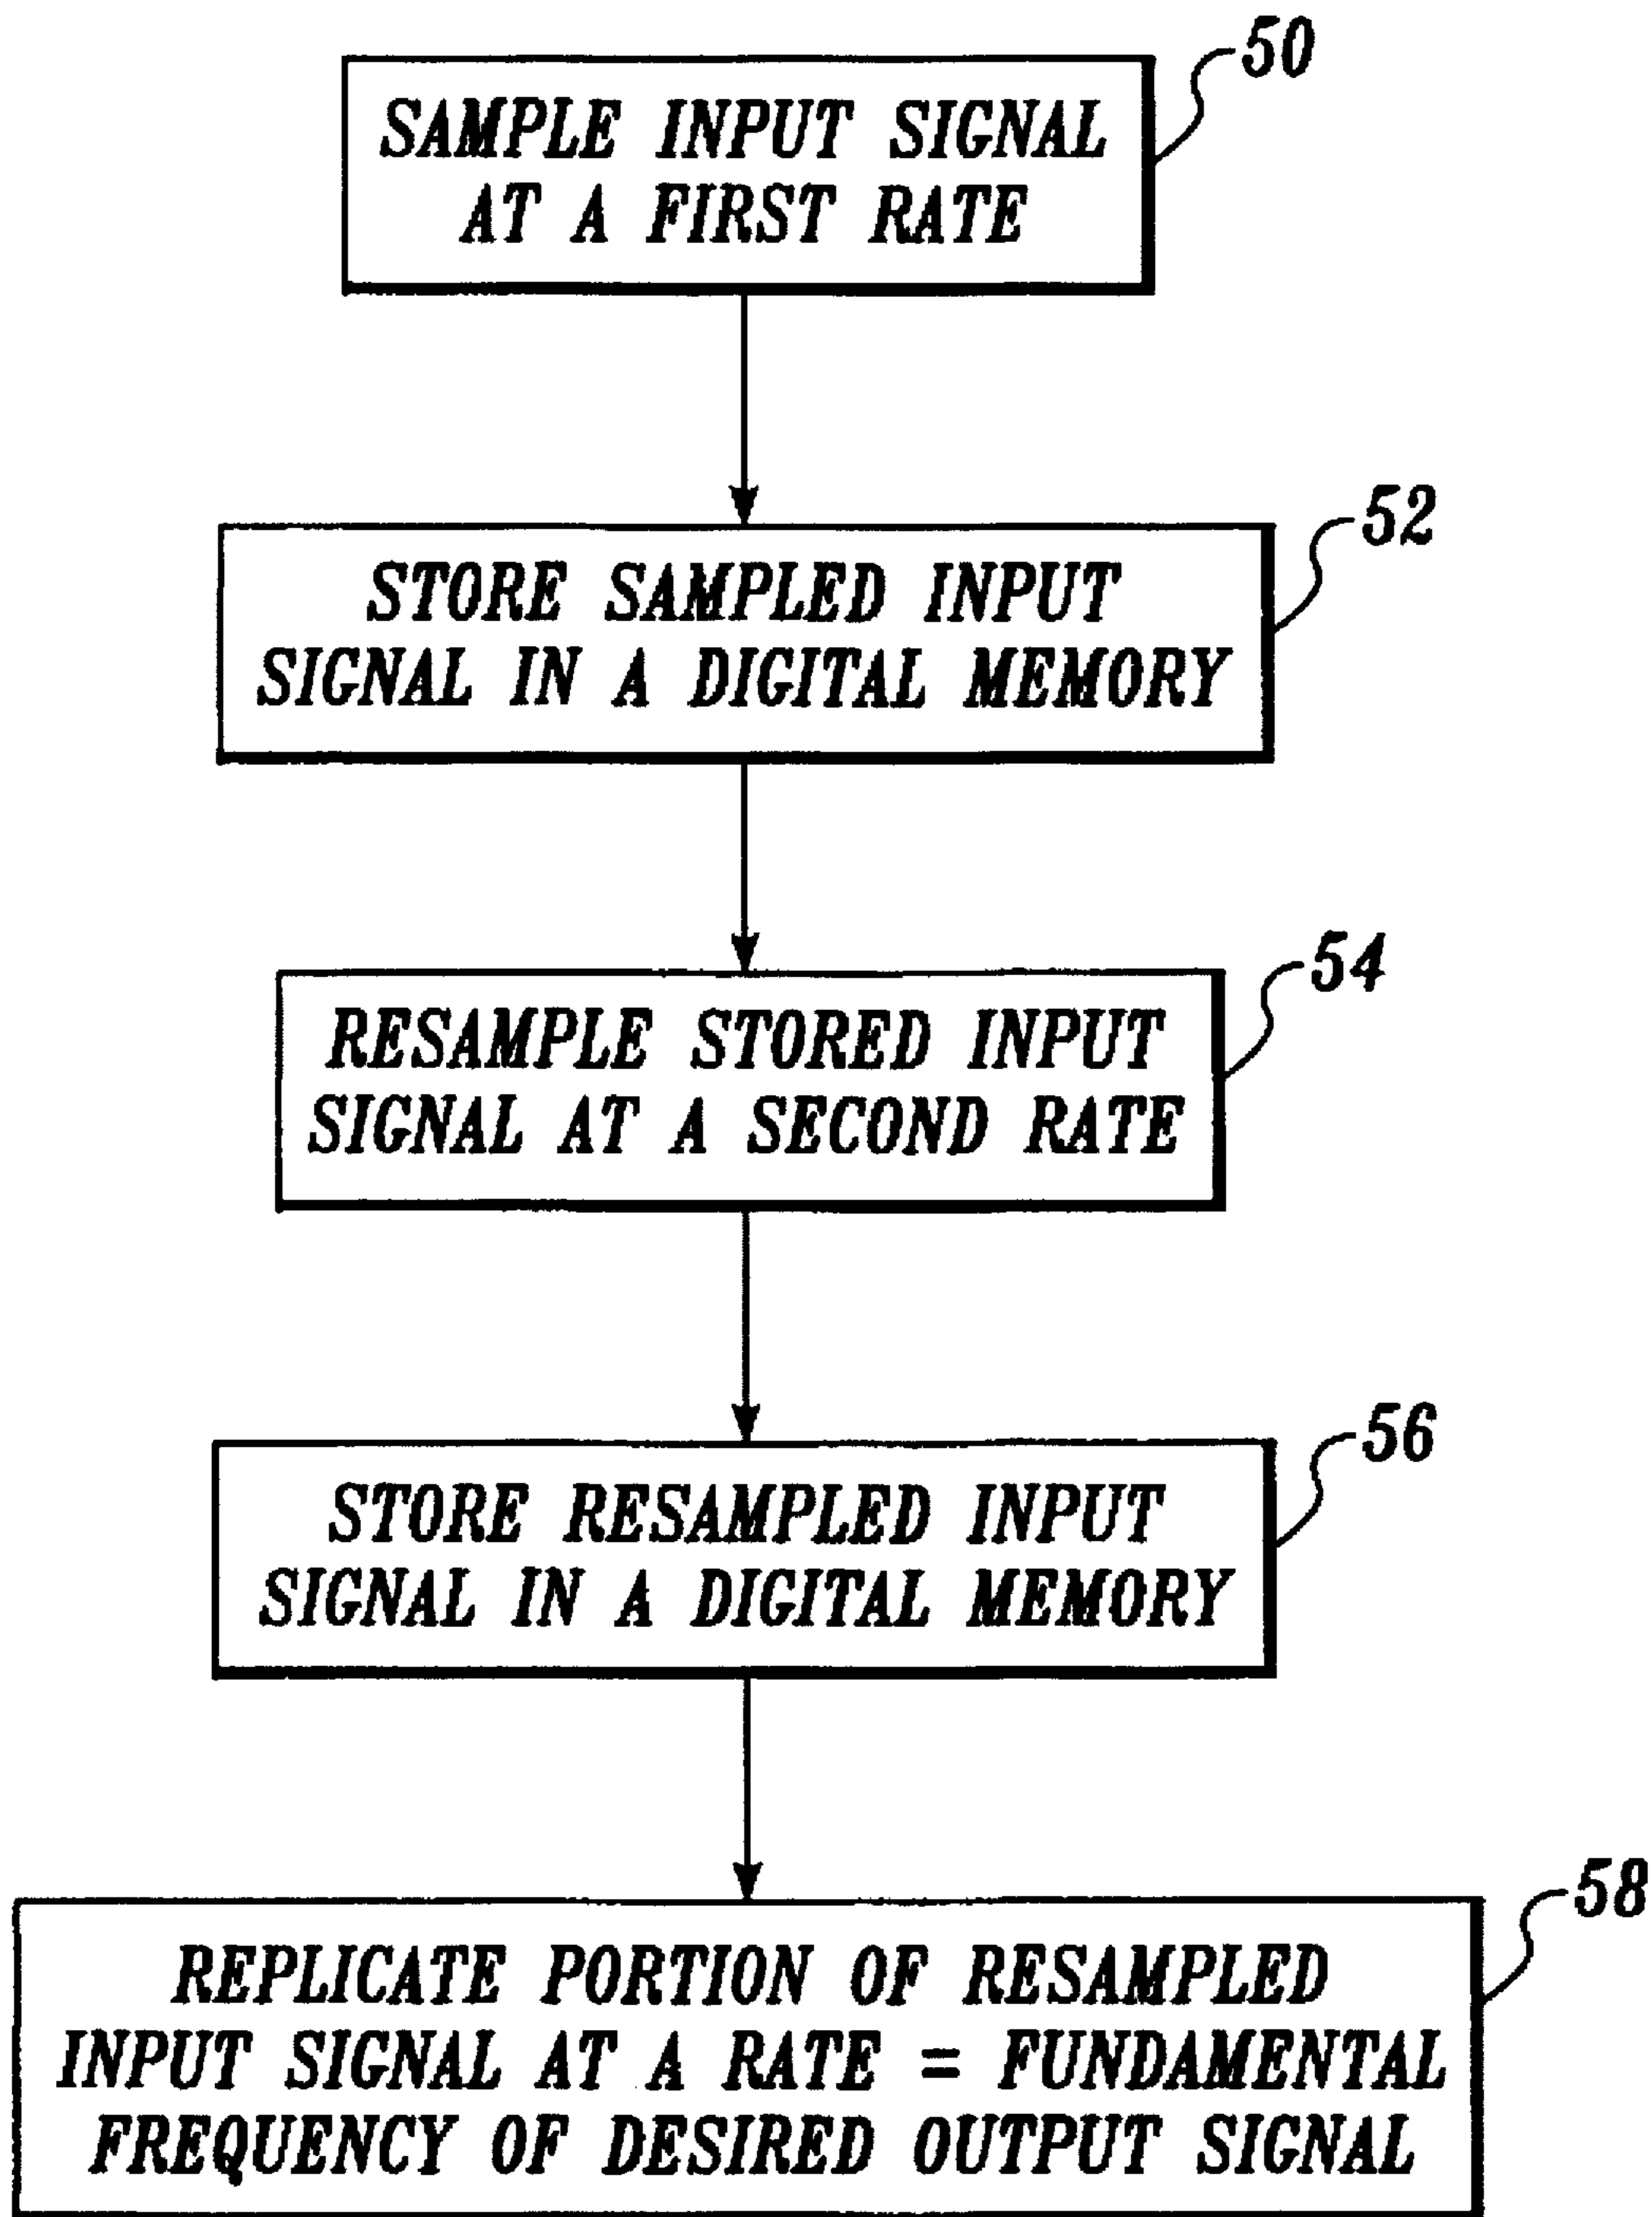 50
SAMPLE INPUT SIGNAL
AT A FIRST RATE
52
STORE SAMPLED INPUT
SIGNAL IN A DIGITAL MEMORY
54
RESAMPLE STORED INPUT
SIGNAL AT A SECOND RATE
56
STORE RESAMPLED INPUT
SIGNAL IN A DIGITAL MEMORY
58
REPLICATE PORTION OF RESAMPLED
INPUT SIGNAL AT A RATE = FUNDAMENTAL
FREQUENCY OF DESIRED OUTPUT SIGNAL